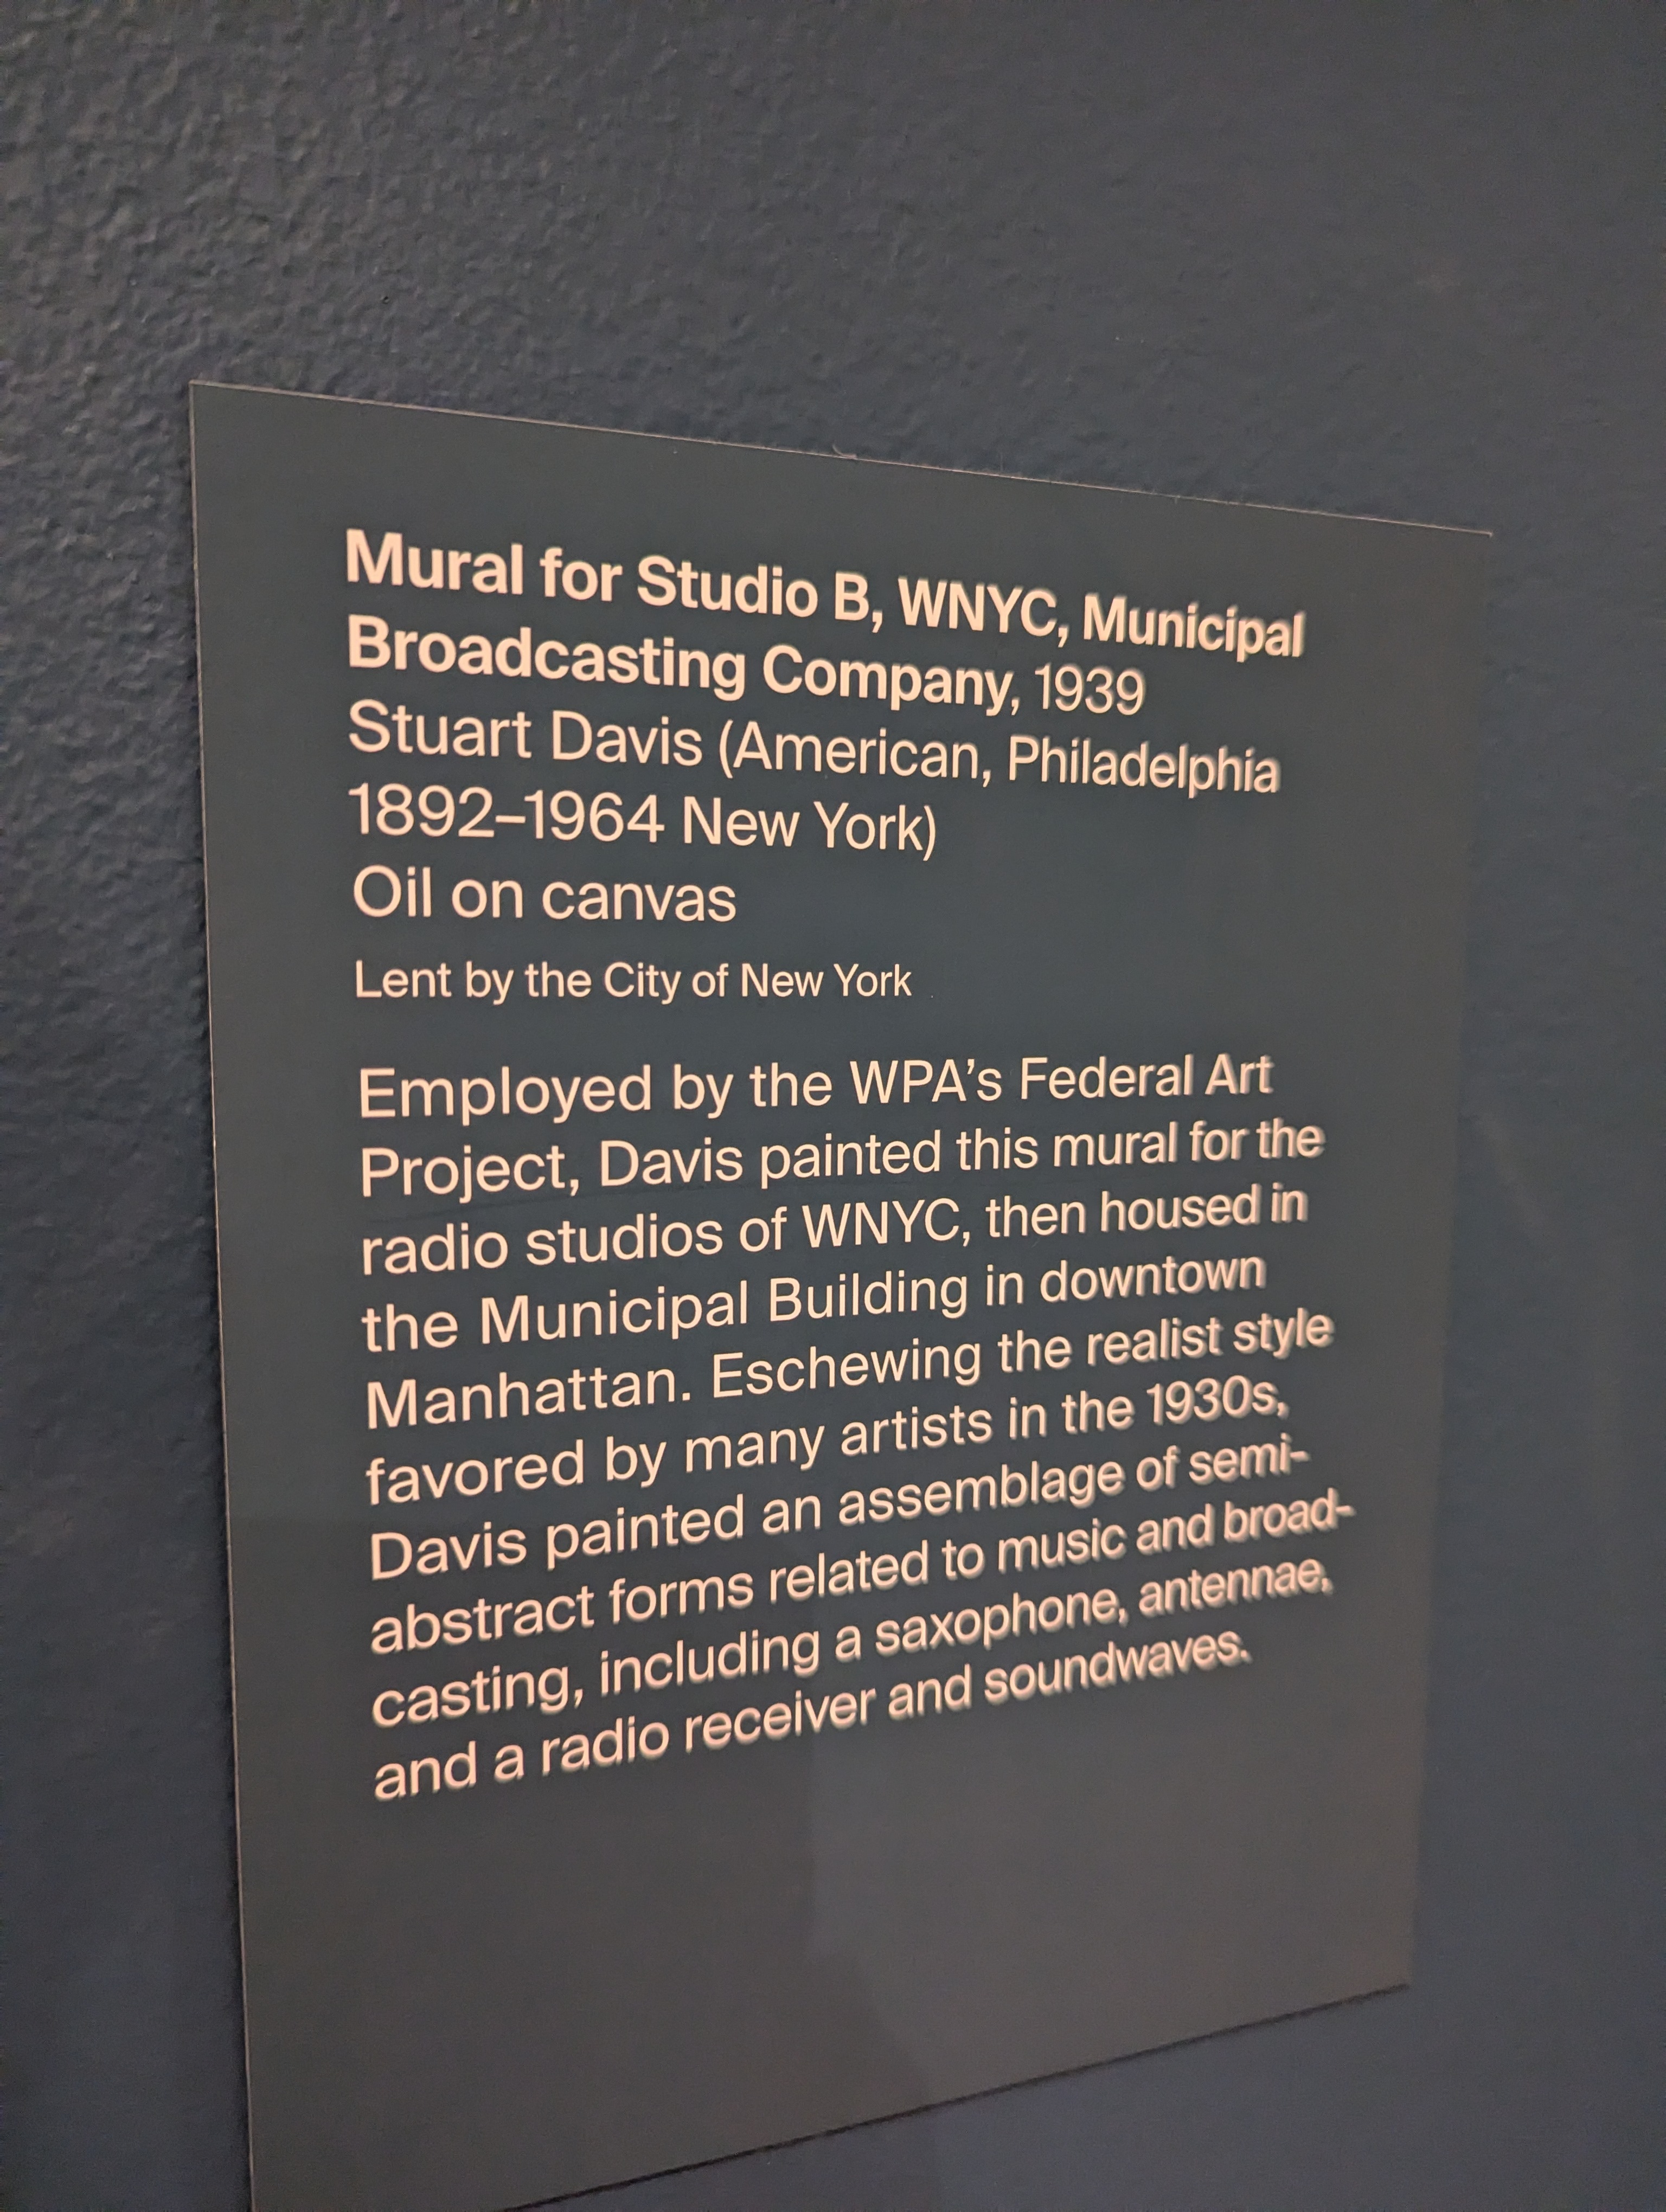 Mural for Studio B, WNYC, Municipal
Broadcasting Company, 1939
Stuart Davis (American, Philadelphia
1892–1964 New York)
Oil on canvas
Lent by the City of New York
Employed by the WPA’s Federal Art
Project, Davis painted this mural for the
radio studios of WNYC, then housed in
the Municipal Building in downtown
Manhattan. Eschewing the realist style
favored by many artists in the 1930s,
Davis painted an assemblage of semi-
abstract forms related to music and broad-
casting, including a saxophone, antennae,
and a radio receiver and soundwaves.